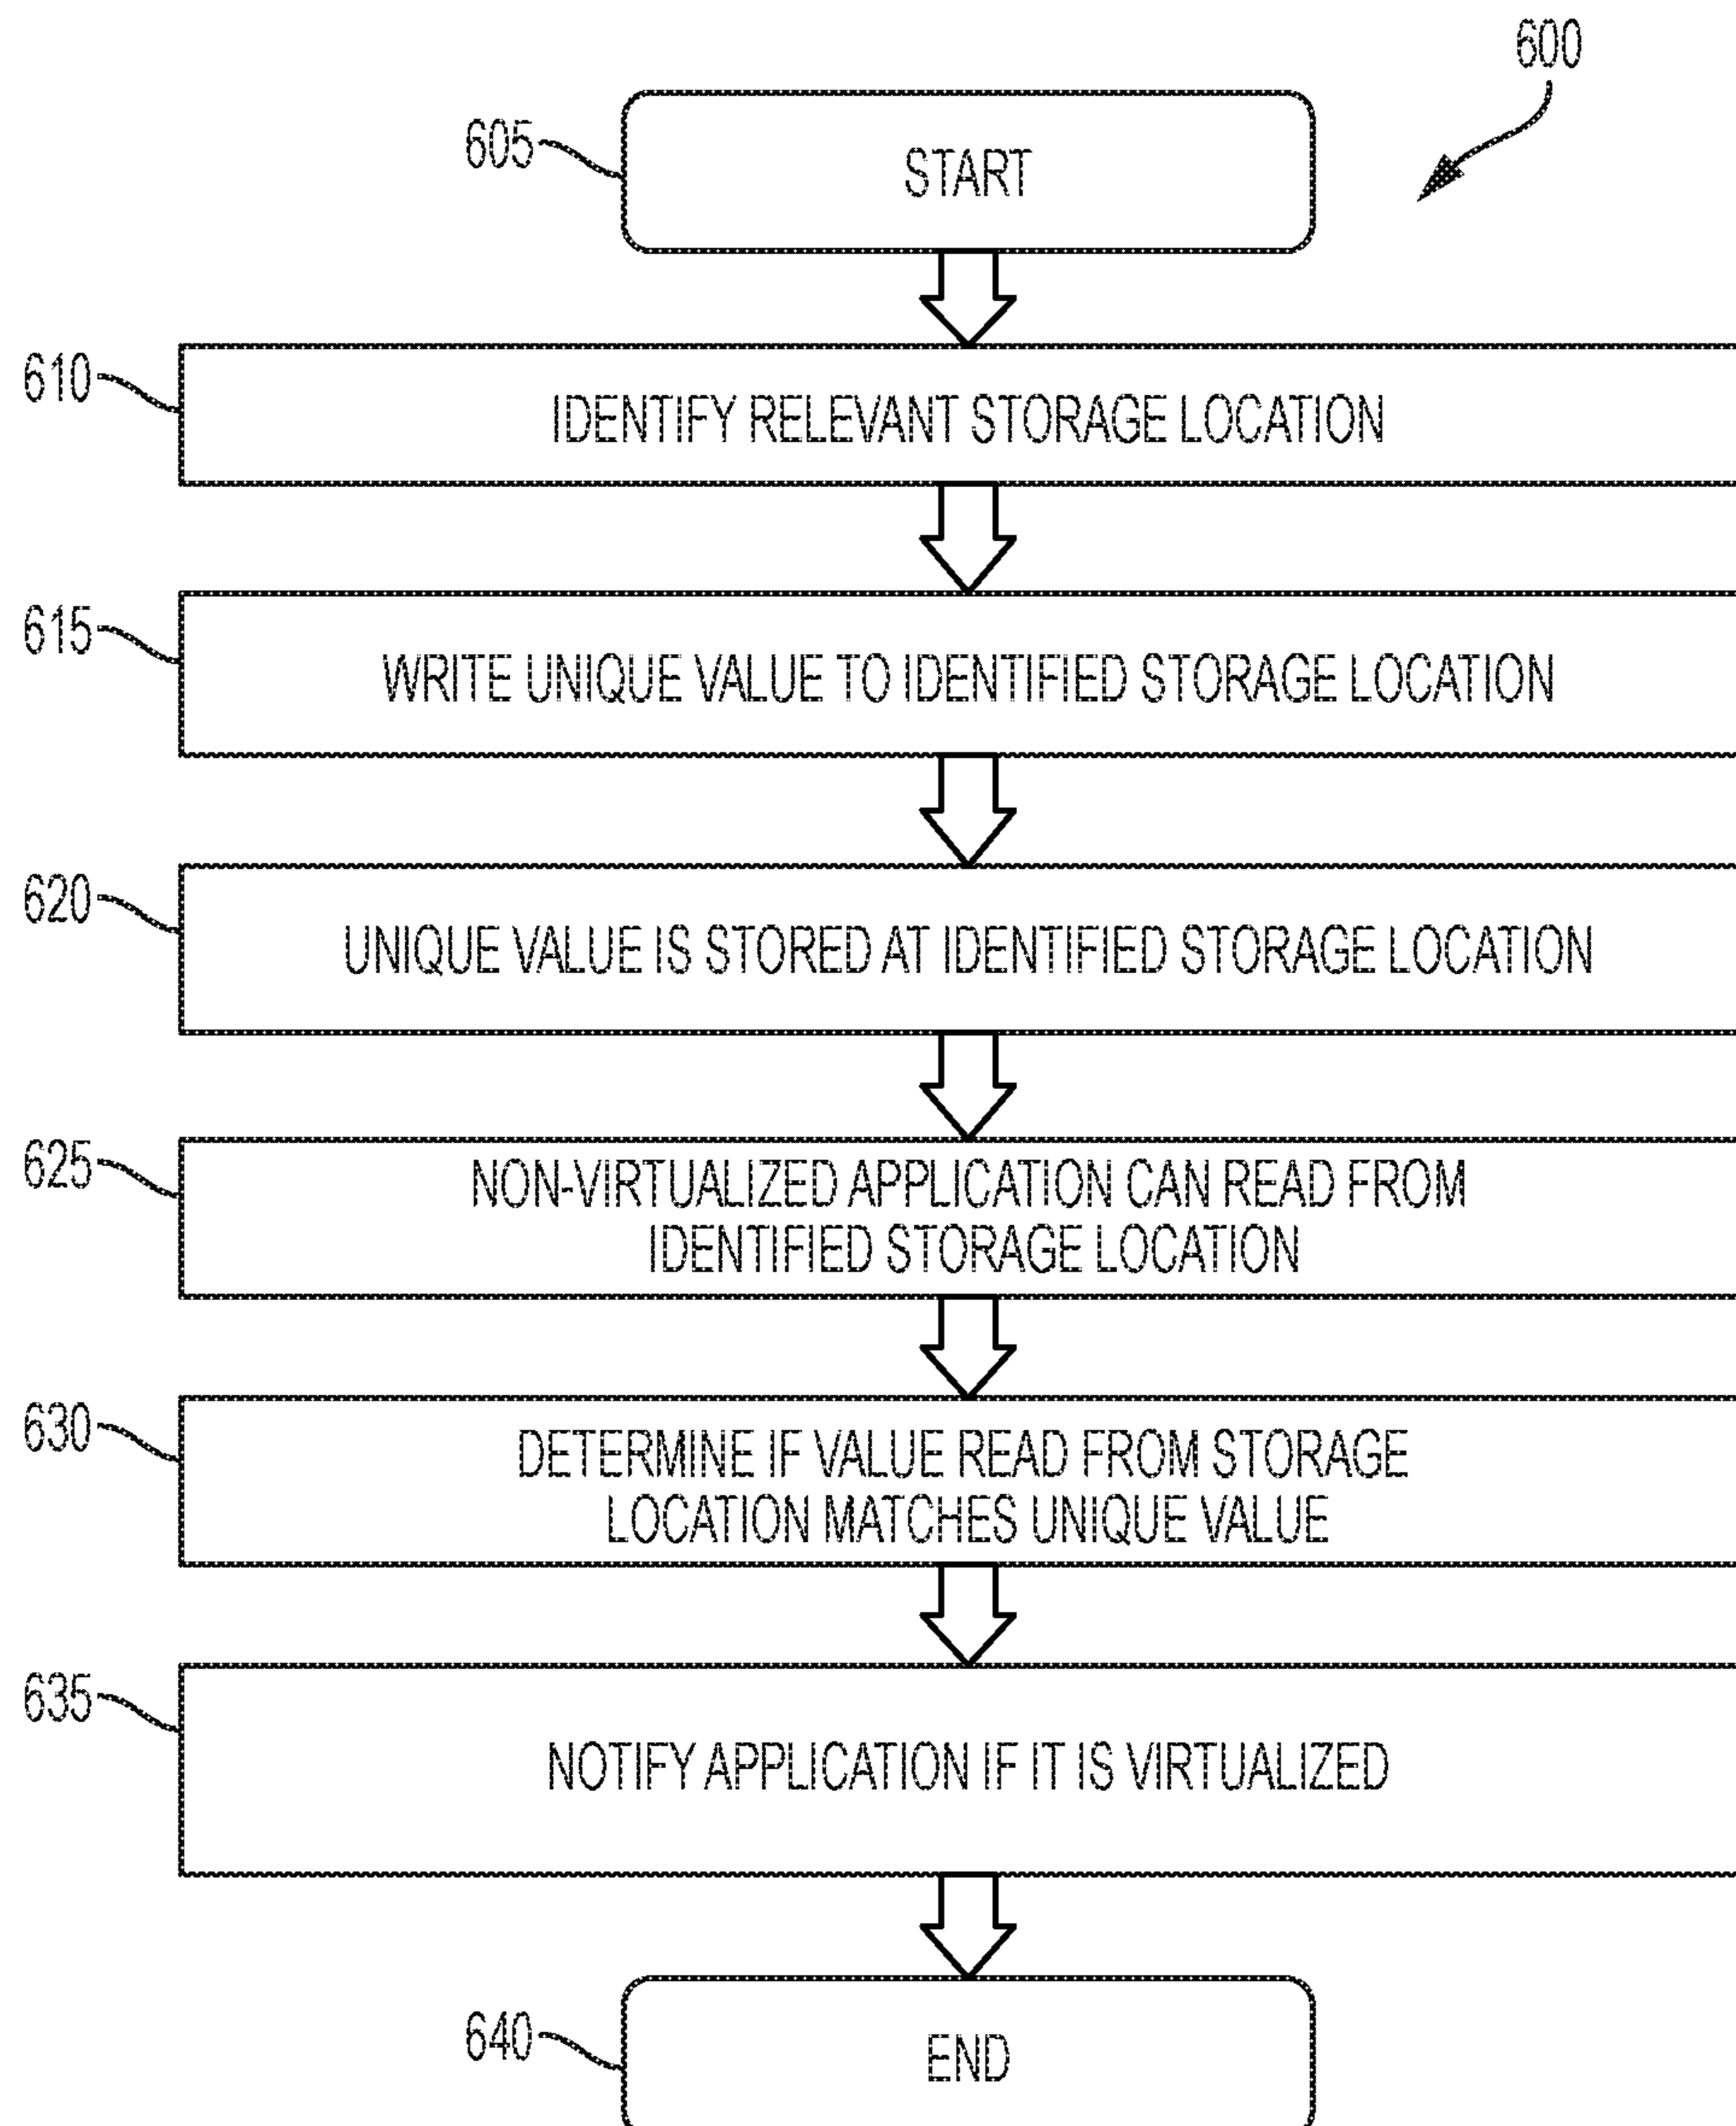 600
605
START
610
IDENTIFY RELEVANT STORAGE LOCATION
615
WRITE UNIQUE VALUE TO IDENTIFIED STORAGE LOCATION
620
UNIQUE VALUE IS STORED AT IDENTIFIED STORAGE LOCATION
625
NON-VIRTUALIZED APPLICATION CAN READ FROM
IDENTIFIED STORAGE LOCATION
630
DETERMINE IF VALUE READ FROM STORAGE
LOCATION MATCHES UNIQUE VALUE
635
NOTIFY APPLICATION IF IT IS VIRTUALIZED
640
END